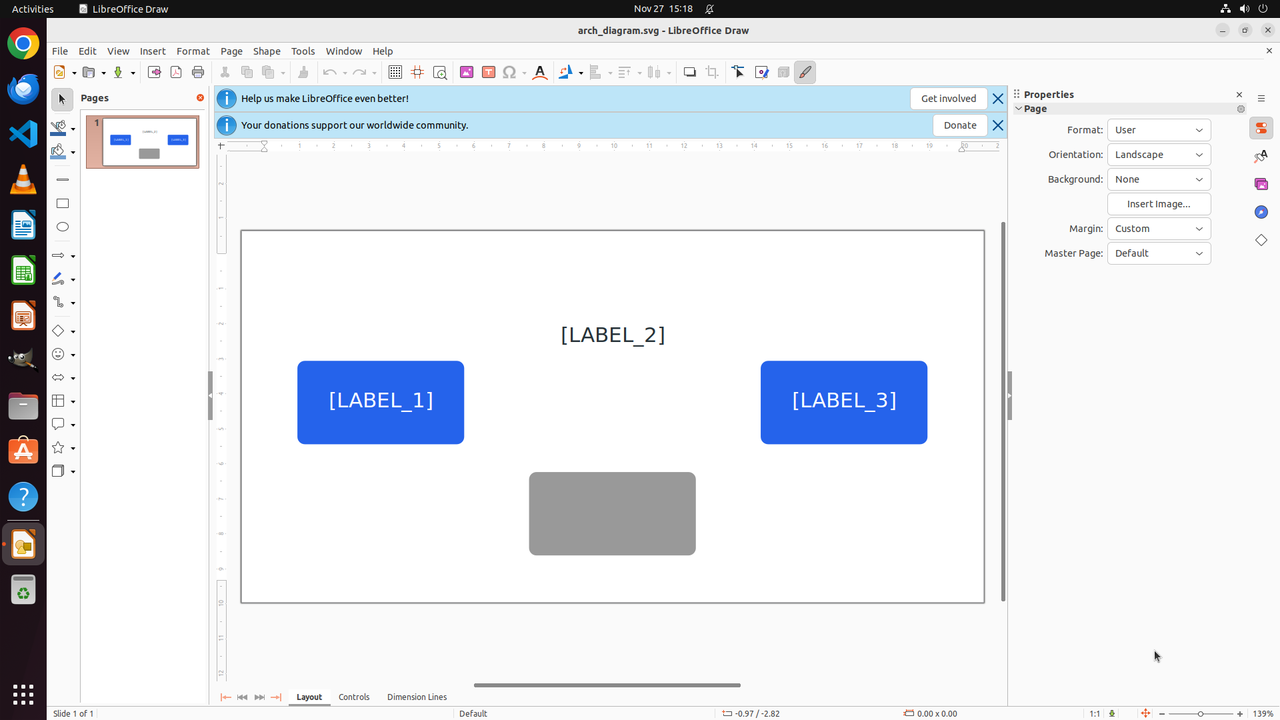 Activities
LibreOffice Draw
Nov 27 15:18
arch_diagram.svg - LibreOffice Draw
File Edit View Insert Format Page Shape Tools Window Help
Pages
Help us make LibreOffice even better!
Get involved
Your donations support our worldwide community.
Donate
Properties
Page
Format: User
Orientation: Landscape
Background: None
Insert Image...
Margin: Custom
Master Page: Default
1
[LABEL_2]
[LABEL_1]
[LABEL_3]
Layout Controls Dimension Lines
Slide 1 of 1
Default
-0.97 / -2.82
0.00 x 0.00
1:1
139%